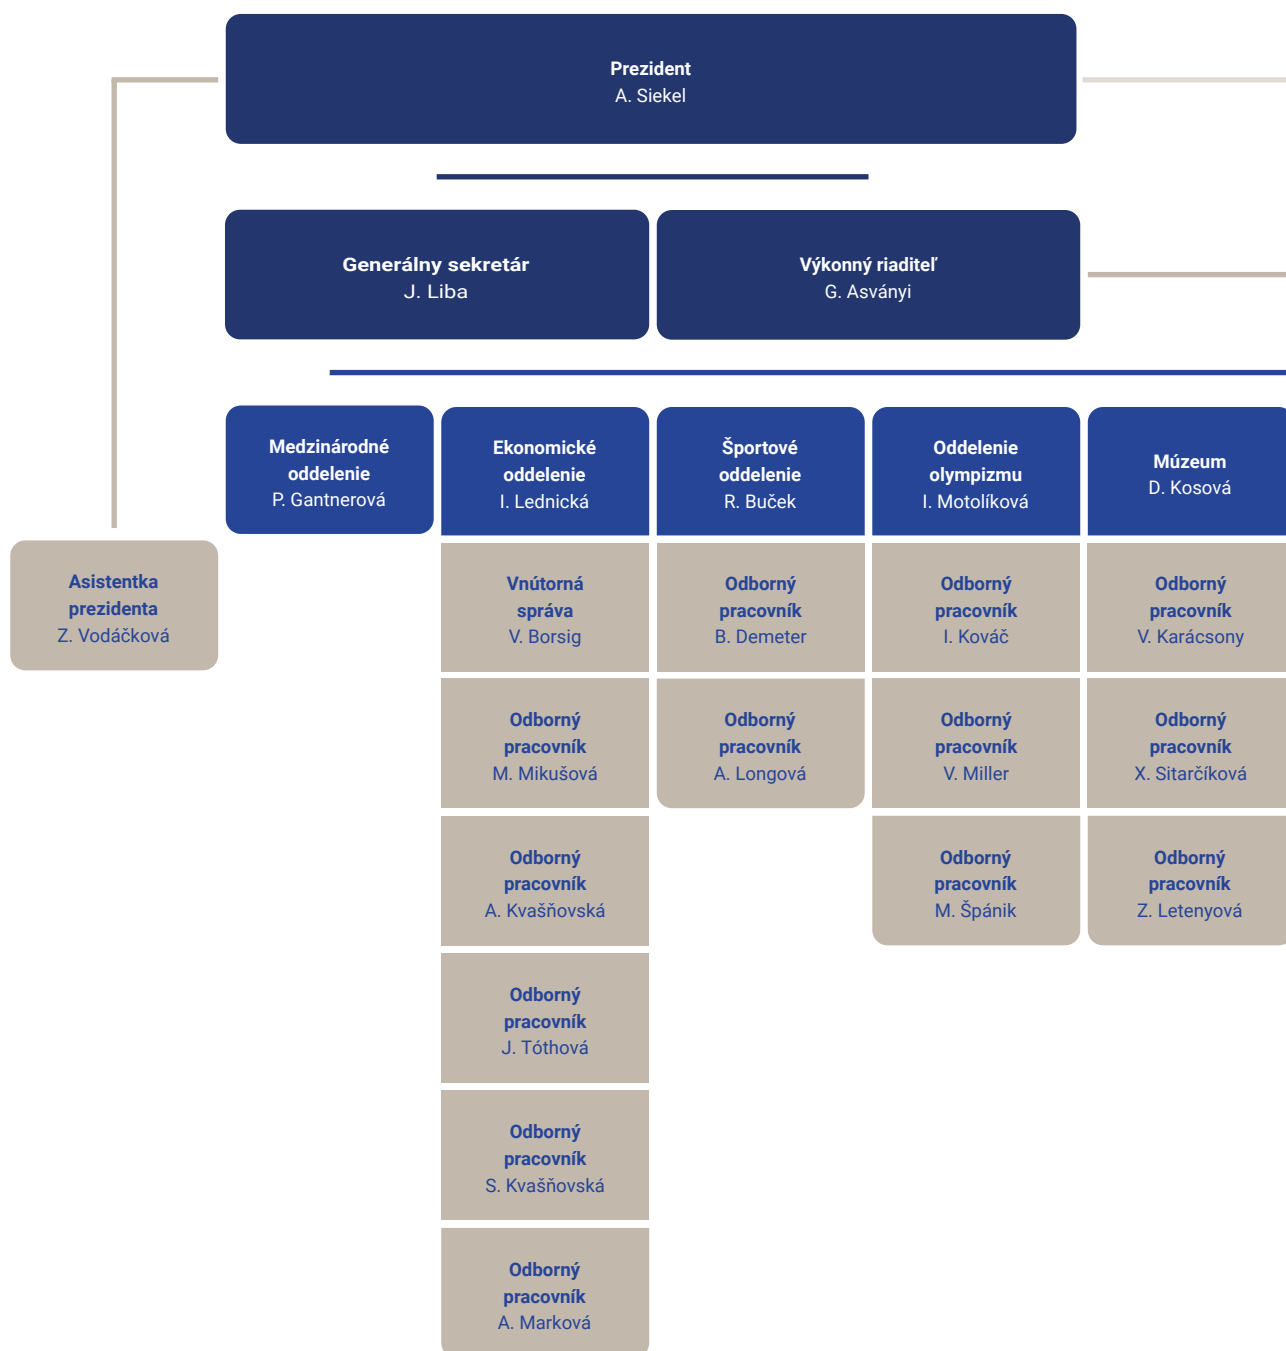 Prezident
A. Siekel
Generálny sekretár
J. Liba
Výkonný riaditeľ
G. Asványi
Medzinárodné
oddelenie
P. Gantnerová
Ekonomické
oddelenie
I. Lednická
Športové
oddelenie
R. Buček
Oddelenie
olympizmu
I. Motolíková
Múzeum
D. Kosová
Asistentka
prezidenta
Z. Vodáčková
Vnútorná
správa
V. Borsig
Odborný
pracovník
B. Demeter
Odborný
pracovník
I. Kováč
Odborný
pracovník
V. Karácsony
Odborný
pracovník
M. Mikušová
Odborný
pracovník
A. Longová
Odborný
pracovník
V. Miller
Odborný
pracovník
X. Sitarčíková
Odborný
pracovník
A. Kvašňovská
Odborný
pracovník
M. Špánik
Odborný
pracovník
Z. Letenyová
Odborný
pracovník
J. Tóthová
Odborný
pracovník
S. Kvašňovská
Odborný
pracovník
A. Marková